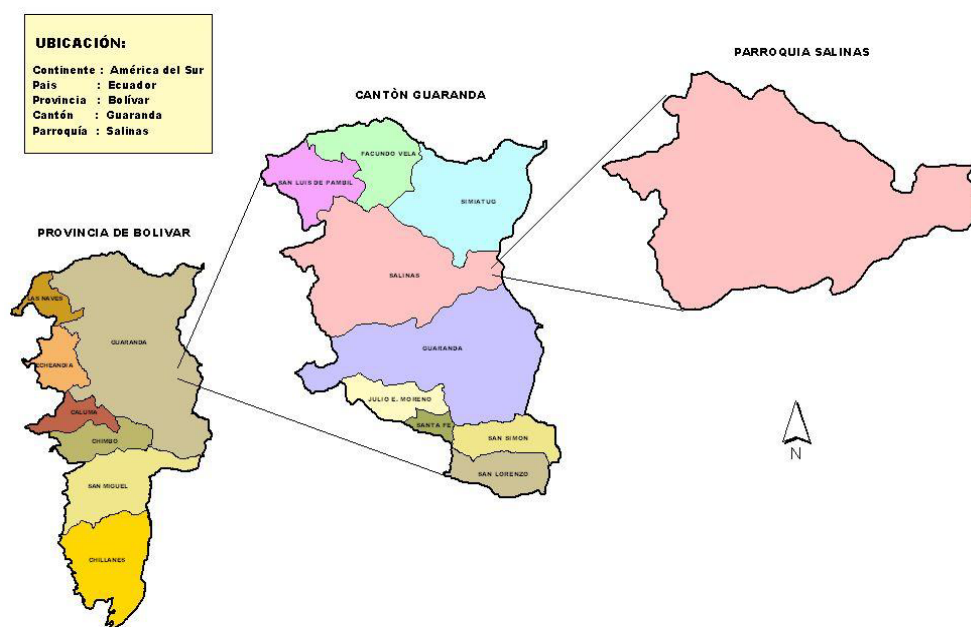 UBICACIÓN:
Continente : América del Sur
Pais : Ecuador
Provincia : Bolívar
Cantón : Guaranda
Parroquía : Salinas
PARROQUIA SALINAS
CANTÒN GUARANDA
FACUNDO VELA
SAN LUIS DE PAMBIL
SIMIATUG
SALINAS
GUARANDA
JULIO E. MORENO
SANTA FE
SAN SIMON
SAN LORENZO
PROVINCIA DE BOLIVAR
LAS NAVES
GUARANDA
ECHEANDIA
CALUMA
CHIMBO
SAN MIGUEL
CHILLANES
N